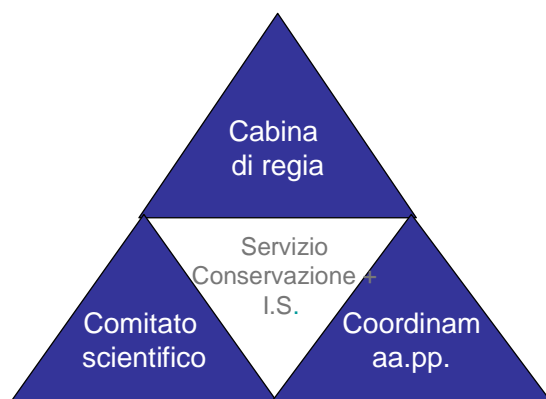 Cabina
di regia
Servizio
Conservazione +
I.S.
Comitato
scientifico
Coordinam
aa.pp.